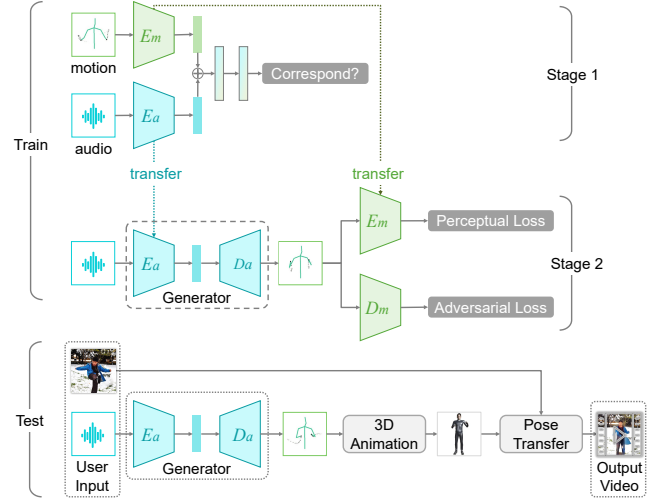 Em
motion
Correspond?
Stage 1
Ea
audio
Train
transfer
transfer
Em
Perceptual Loss
Ea
Da
Stage 2
Generator
Dm
Adversarial Loss
Test
Ea
Da
3D
Animation
Pose
Transfer
Generator
User
Input
Output
Video